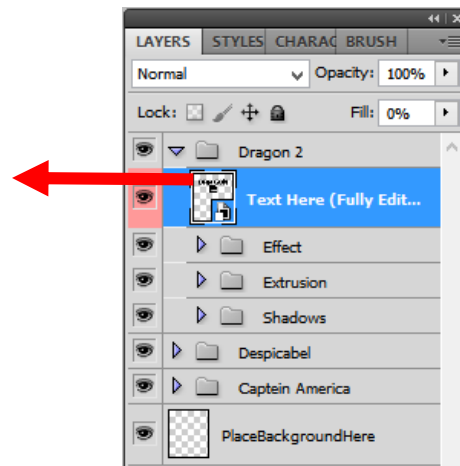 LAYERS STYLES CHARAC BRUSH
Normal Opacity: 100%
Lock: Fill: 0%
Dragon 2
Text Here (Fully Edit...
Effect
Extrusion
Shadows
Despicabel
Captein America
PlaceBackgroundHere